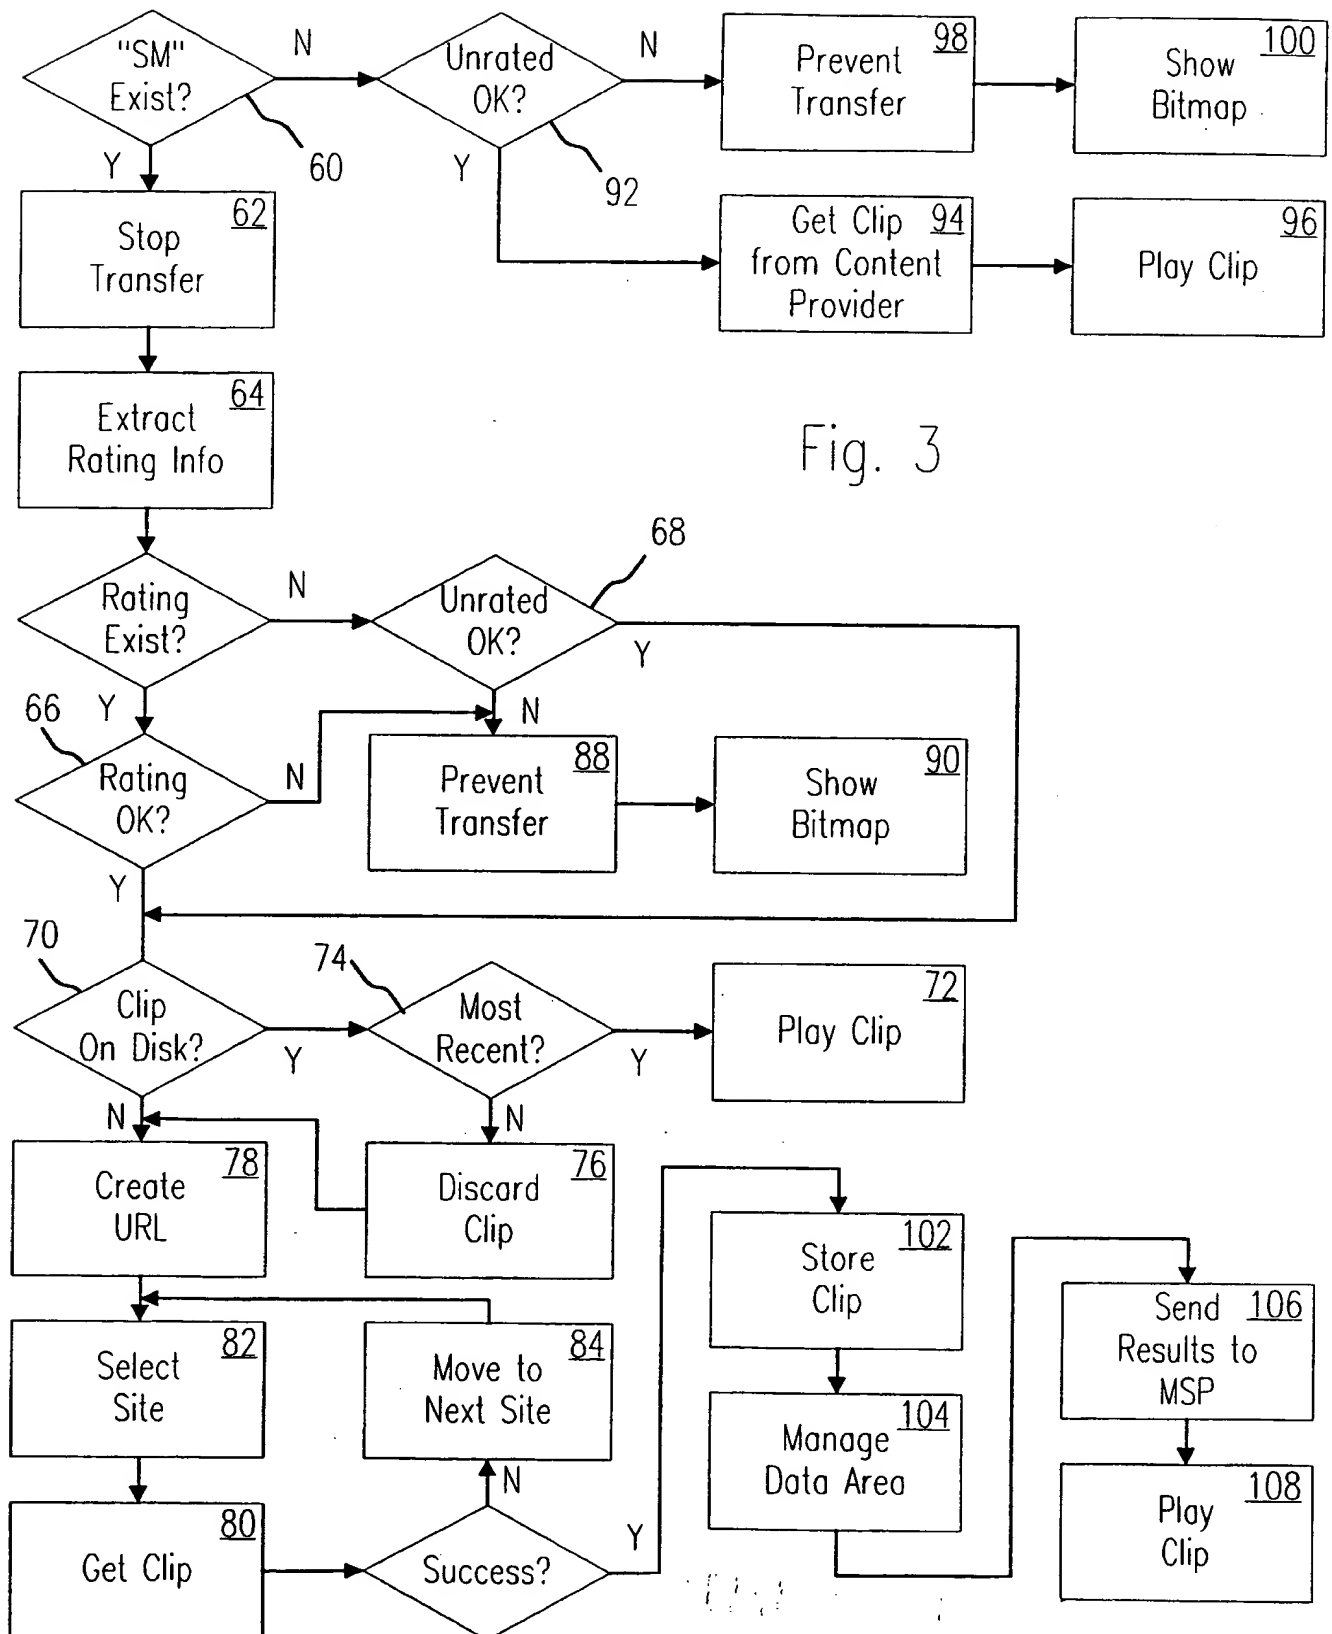 "SM"
Exist?
N
Unrated
OK?
N
98
Prevent
Transfer
100
Show
Bitmap
Y
60
Y
92
62
Stop
Transfer
Get Clip 94
from Content
Provider
96
Play Clip
64
Extract
Rating Info
Fig. 3
68
Rating
Exist?
N
Unrated
OK?
Y
Y
66
N
Rating
OK?
N
88
Prevent
Transfer
90
Show
Bitmap
Y
70
74
Clip
On Disk?
Y
Most
Recent?
Y
72
Play Clip
N
N
78
Create
URL
76
Discard
Clip
102
Store
Clip
Send 106
Results to
MSP
82
Select
Site
84
Move to
Next Site
104
Manage
Data Area
N
80
Get Clip
Success?
Y
108
Play
Clip